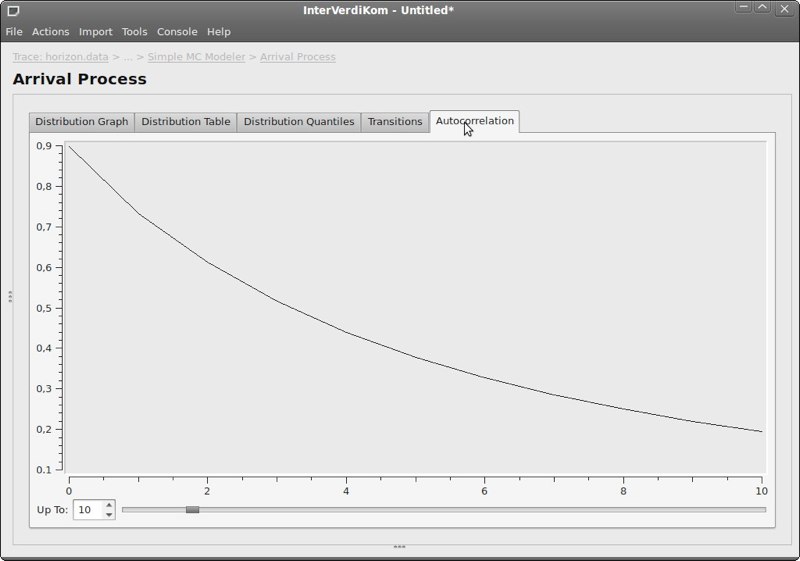 InterVerdiKom - Untitled*
File Actions Import Tools Console Help
Trace: horizon.data > ... > Simple MC Modeler > Arrival Process
Arrival Process
Distribution Graph Distribution Table Distribution Quantiles Transitions Autocorrelation
0,9
0,8
0,7
0,6
0,5
0,4
0,3
0,2
0.1
0 2 4 6 8 10
Up To: 10